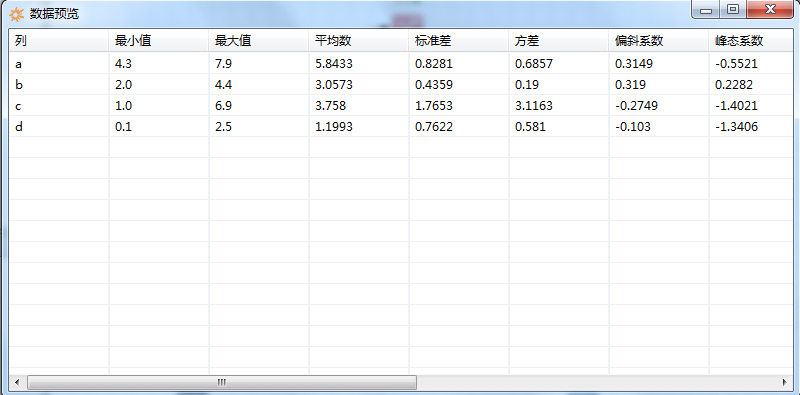 数据预览
列 最小值 最大值 平均数 标准差 方差 偏斜系数 峰态系数
a 4.3 7.9 5.8433 0.8281 0.6857 0.3149 -0.5521
b 2.0 4.4 3.0573 0.4359 0.19 0.319 0.2282
c 1.0 6.9 3.758 1.7653 3.1163 -0.2749 -1.4021
d 0.1 2.5 1.1993 0.7622 0.581 -0.103 -1.3406